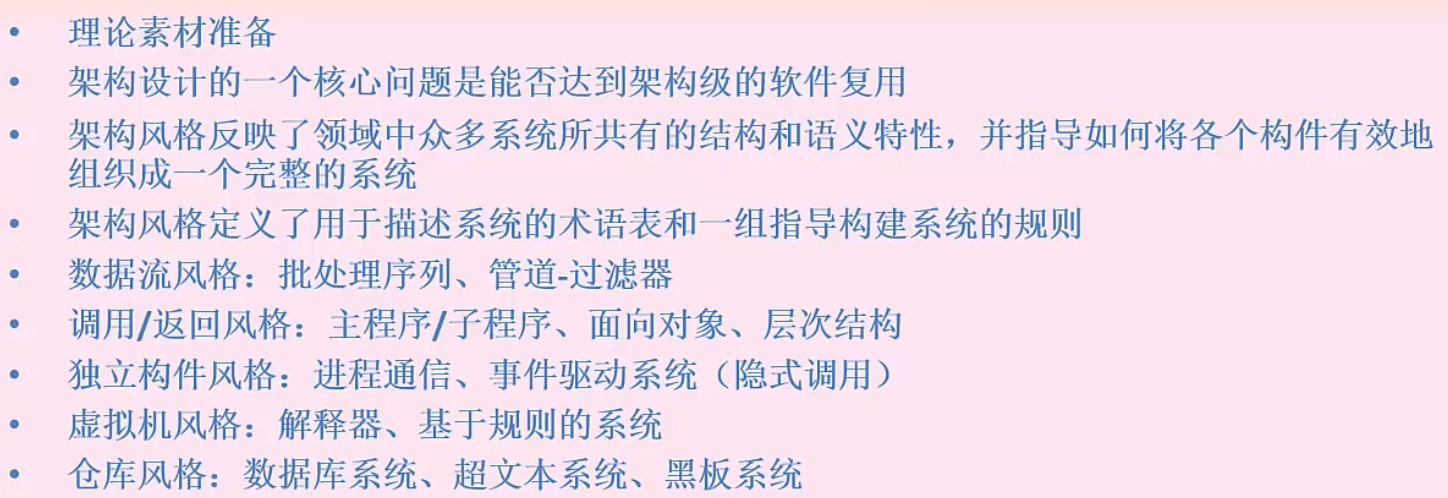 • 理论素材准备
• 架构设计的一个核心问题是能否达到架构级的软件复用
• 架构风格反映了领域中众多系统所共有的结构和语义特性，并指导如何将各个构件有效地
组织成一个完整的系统
• 架构风格定义了用于描述系统的术语表和一组指导构建系统的规则
• 数据流风格：批处理序列、管道-过滤器
• 调用/返回风格：主程序/子程序、面向对象、层次结构
• 独立构件风格：进程通信、事件驱动系统（隐式调用）
• 虚拟机风格：解释器、基于规则的系统
• 仓库风格：数据库系统、超文本系统、黑板系统